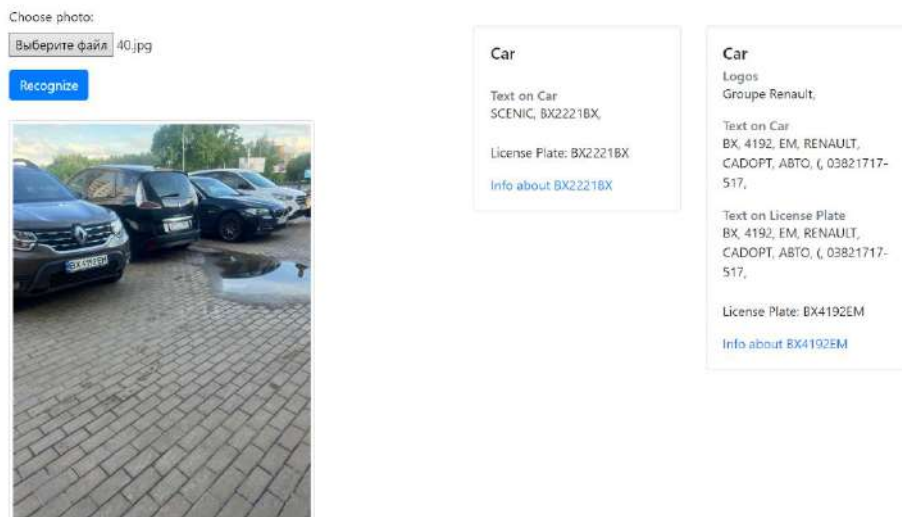 Choose photo:
Выберите файл 40.jpg
Recognize
BX4192EM
Car
Text on Car
SCENIC, BX2221BX,
License Plate: BX2221BX
Info about BX2221BX
Car
Logos
Groupe Renault,
Text on Car
BX, 4192, EM, RENAULT,
CADOPT, ABTO, (, 03821717-
517,
Text on License Plate
BX, 4192, EM, RENAULT,
CADOPT, ABTO, (, 03821717-
517,
License Plate: BX4192EM
Info about BX4192EM